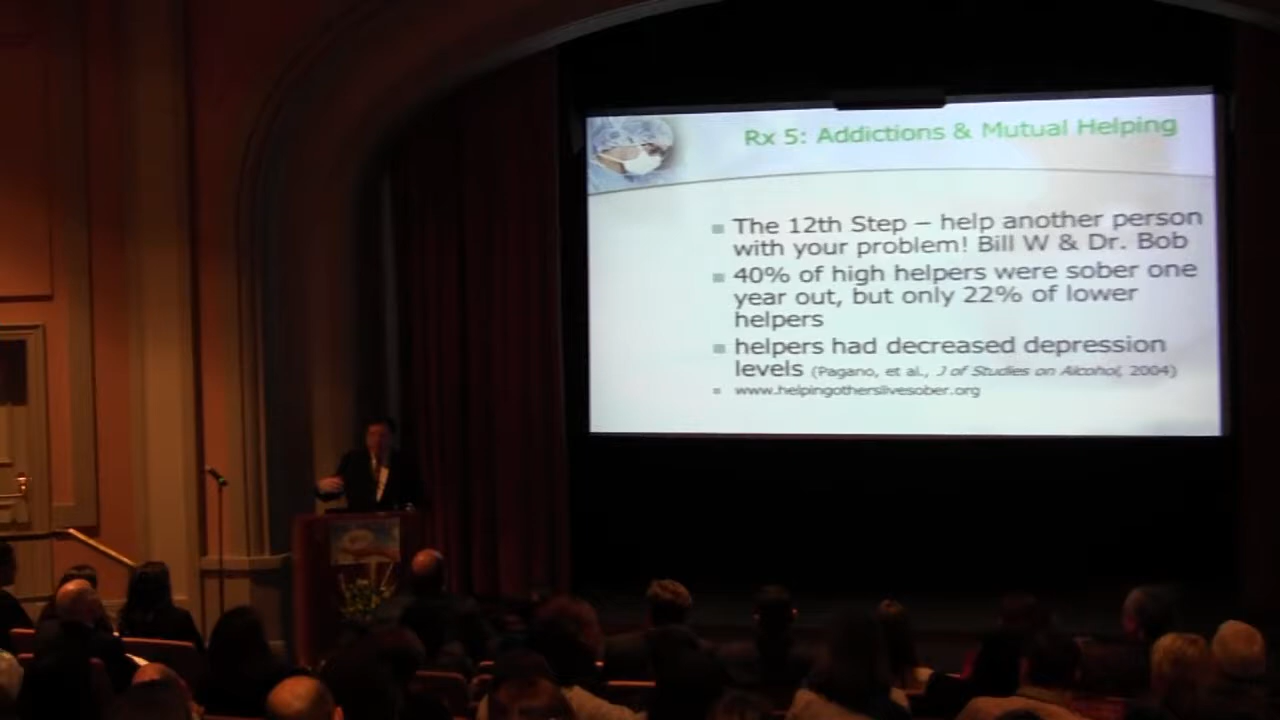 Rx 5: Addictions & Mutual Helping
The 12th Step – help another person
with your problem! Bill W & Dr. Bob
40% of high helpers were sober one
year out, but only 22% of lower
helpers
helpers had decreased depression
levels (Pagano, et al., J of Studies on Alcohol, 2004)
www.helpingotherslivesober.org